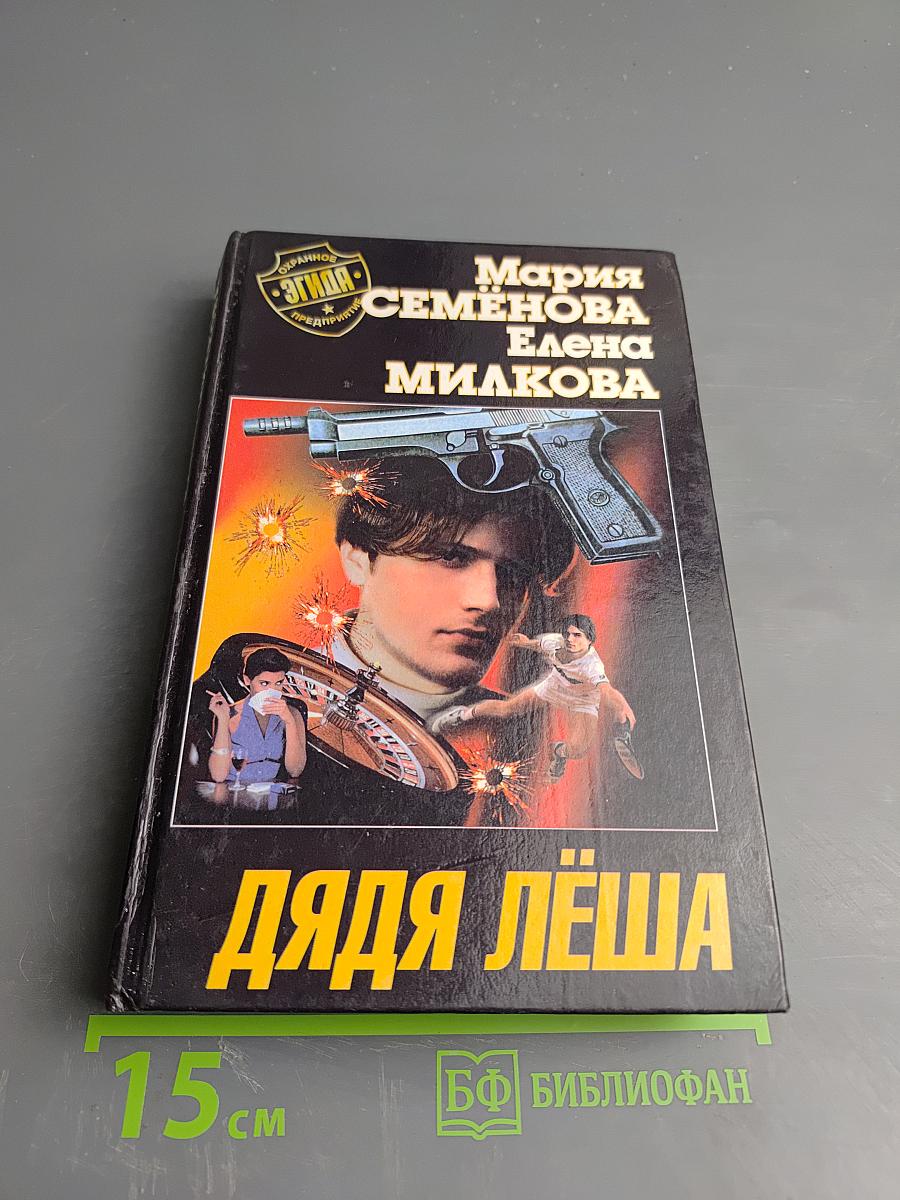 ОХРАННОЕ
ЭГИДА
ПРЕДПРИЯТИЕ
Мария
СЕМЁНОВА
Елена
МИЛКОВА
ДЯДЯ ЛЁША
15 см
БФ БИБЛИОФАН